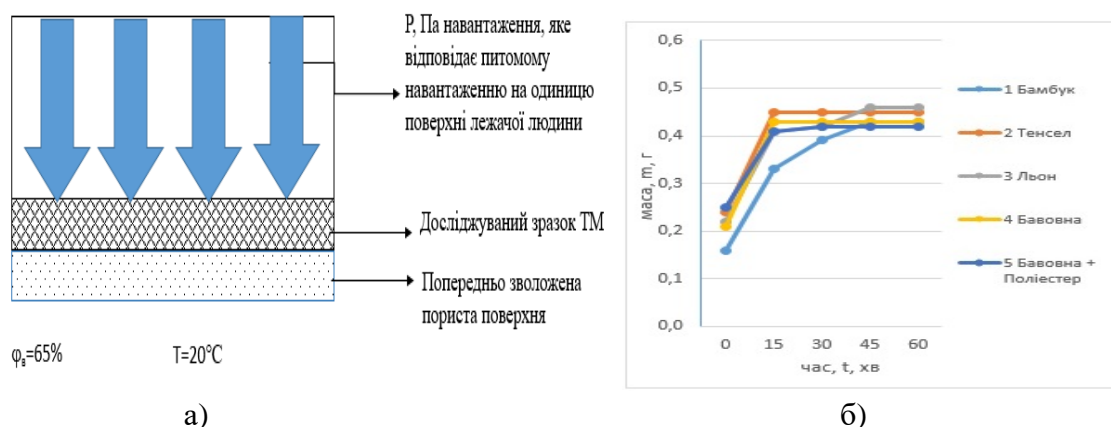 P, Па навантаження, яке
відповідає питомому
навантаженню на одиницю
поверхні лежачої людини
Досліджуваний зразок ТМ
Попередньо зволожена
пориста поверхня
φв=65%
T=20°C
а)
0,6
0,5
0,4
0,3
0,2
0,1
0,0
маса, m, г
0 15 30 45 60
час, t, хв
1 Бамбук
2 Тенсел
3 Льон
4 Бавовна
5 Бавовна +
Поліестер
б)